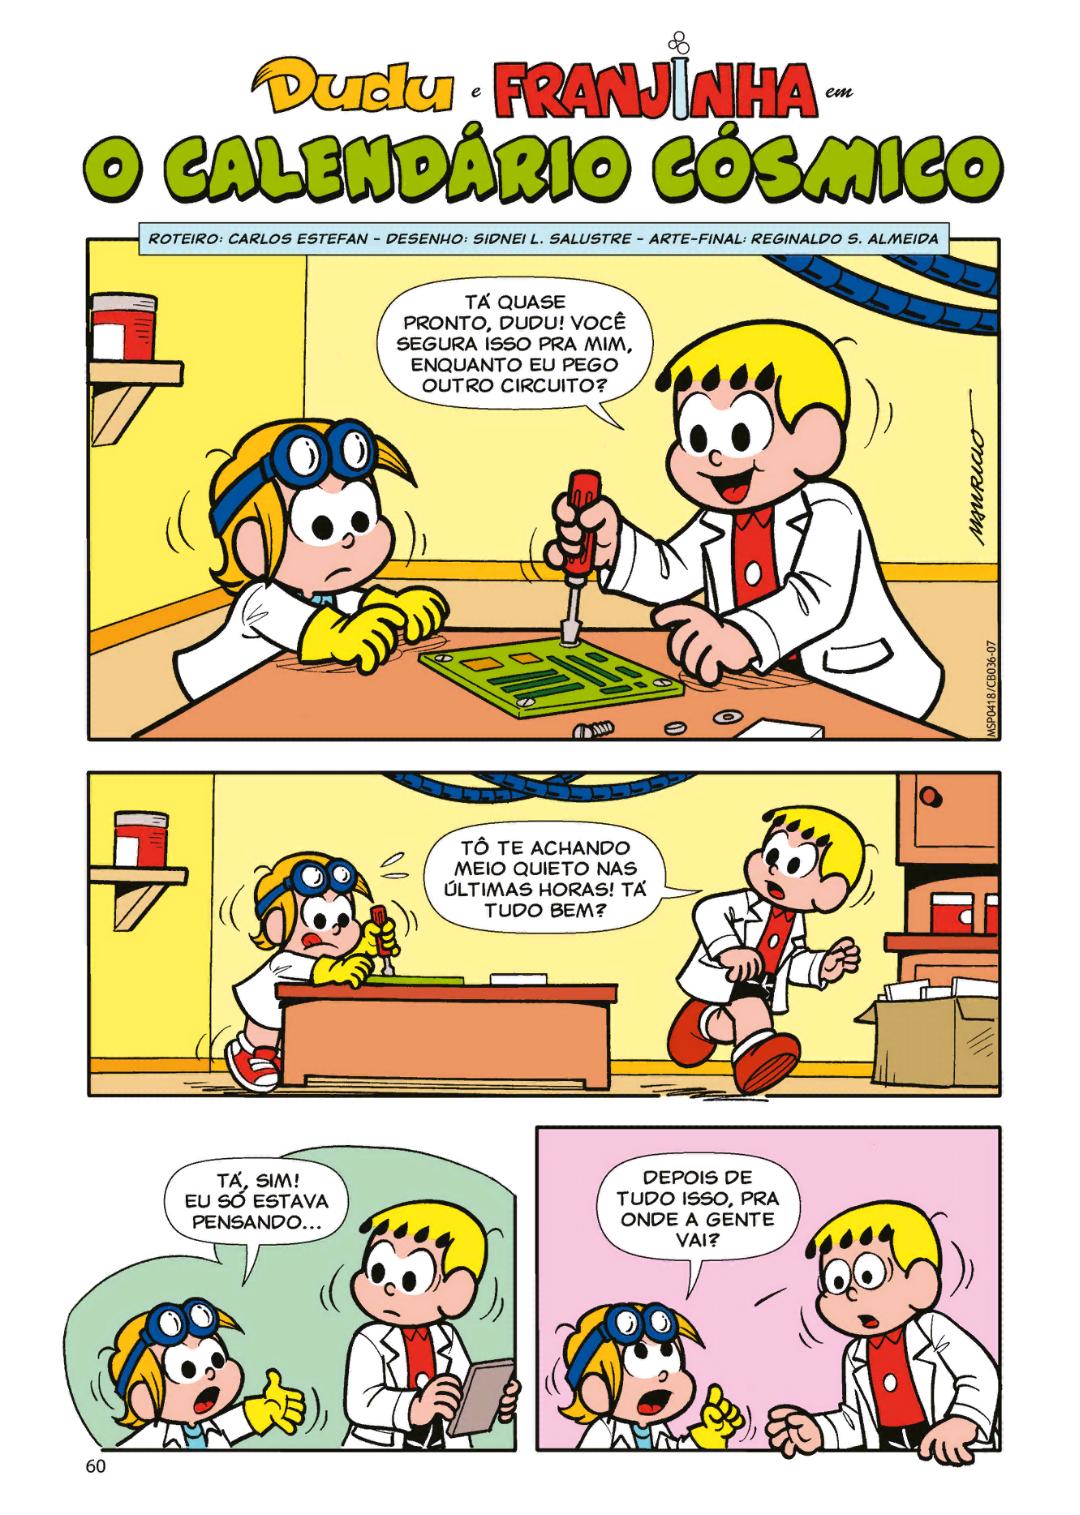 Dudu e FRANJINHA em
O CALENDÁRIO CÓSMICO
ROTEIRO: CARLOS ESTEFAN - DESENHO: SIDNEI L. SALUSTRE - ARTE-FINAL: REGINALDO S. ALMEIDA
TÁ QUASE
PRONTO, DUDU! VOCÊ
SEGURA ISSO PRA MIM,
ENQUANTO EU PEGO
OUTRO CIRCUITO?
MAURICIO
MSP0418/CB036-07
TÔ TE ACHANDO
MEIO QUIETO NAS
ÚLTIMAS HORAS! TÁ
TUDO BEM?
TÁ, SIM!
EU SÓ ESTAVA
PENSANDO...
DEPOIS DE
TUDO ISSO, PRA
ONDE A GENTE
VAI?
60